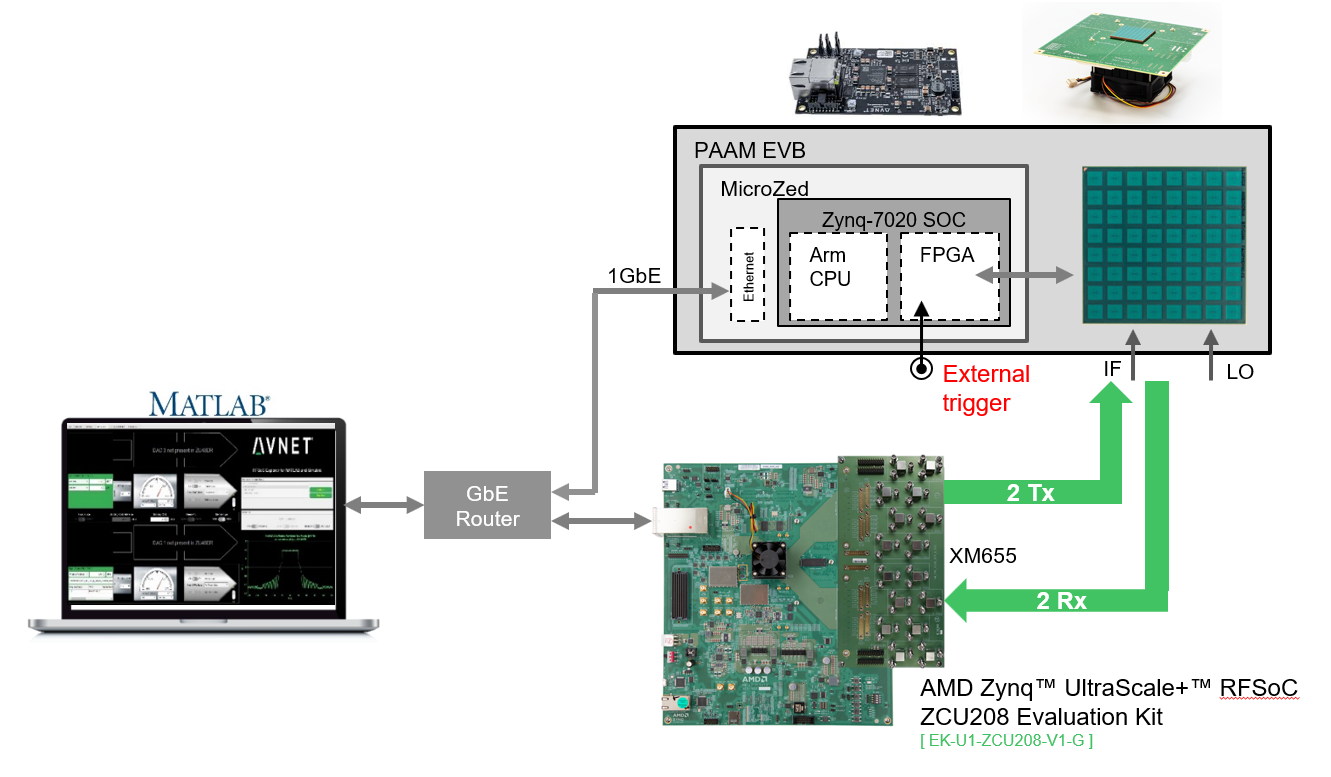 PAAM EVB
MicroZed
Zynq-7020 SOC
Ethernet
Arm
CPU
FPGA
1GbE
External
trigger
IF
LO
MATLAB®
AVNET
GbE
Router
2 Tx
XM655
2 Rx
AMD
AMD Zynq™ UltraScale+™ RFSoC
ZCU208 Evaluation Kit
[ EK-U1-ZCU208-V1-G ]